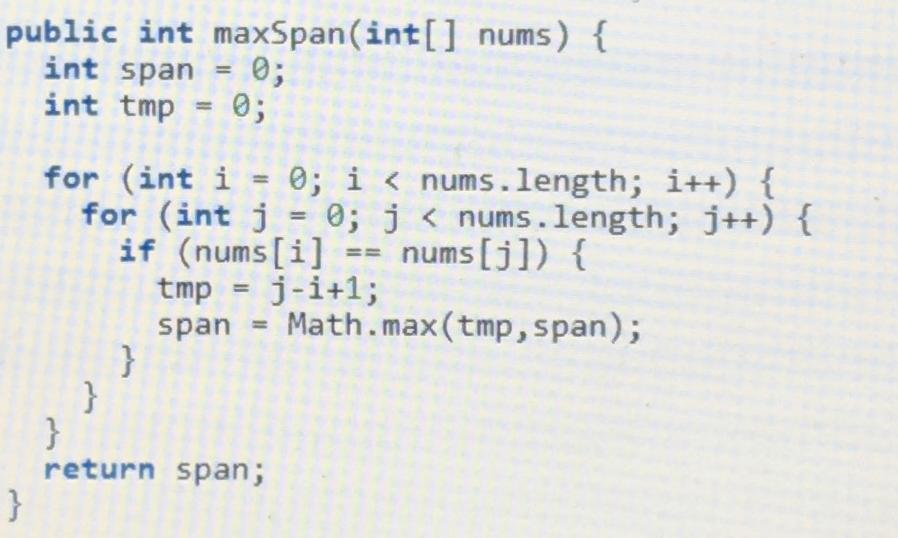 public int maxSpan(int[] nums) {
  int span = 0;
  int tmp = 0;

  for (int i = 0; i < nums.length; i++) {
    for (int j = 0; j < nums.length; j++) {
      if (nums[i] == nums[j]) {
        tmp = j-i+1;
        span = Math.max(tmp,span);
      }
    }
  }
  return span;
}